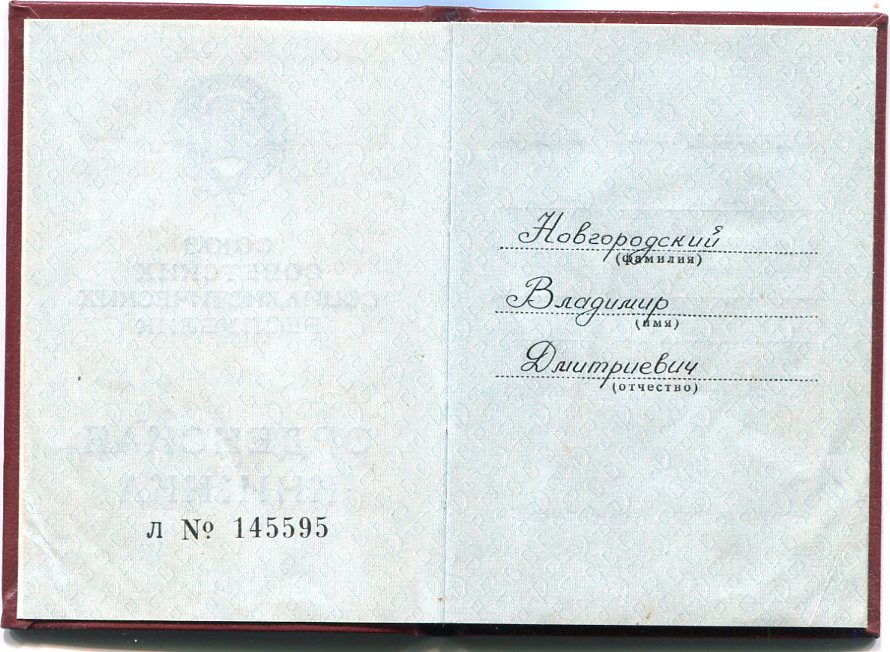 л № 145595
Новгородский
(фамилия)
Владимир
(имя)
Дмитриевич
(отчество)